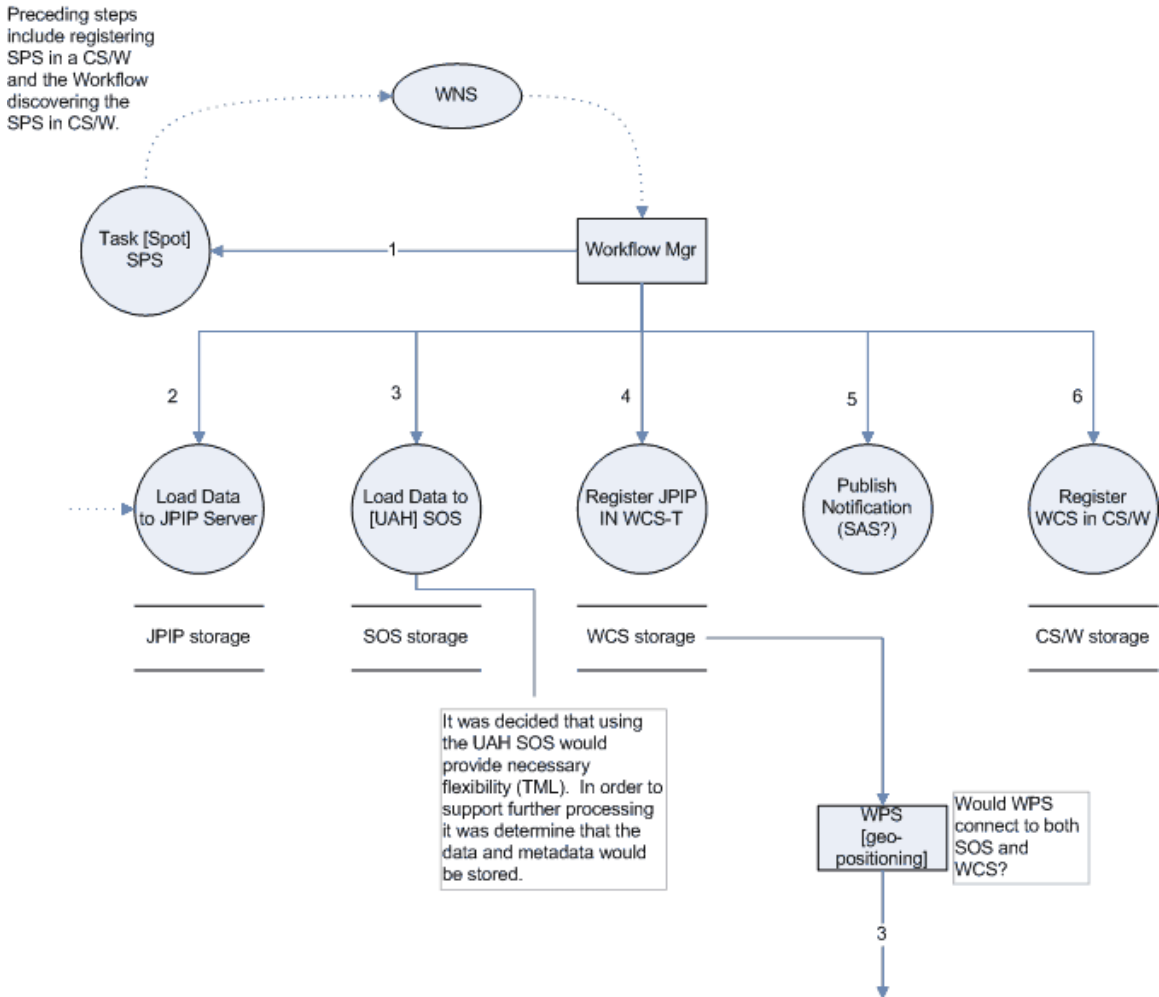 Preceding steps
include registering
SPS in a CS/W
and the Workflow
discovering the
SPS in CS/W.
WNS
Task [Spot]
SPS
1
Workflow Mgr
2
3
4
5
6
Load Data
to JPIP Server
Load Data to
[UAH] SOS
Register JPIP
IN WCS-T
Publish
Notification
(SAS?)
Register
WCS in CS/W
JPIP storage
SOS storage
WCS storage
CS/W storage
It was decided that using
the UAH SOS would
provide necessary
flexibility (TML).  In order to
support further processing
it was determine that the
data and metadata would
be stored.
WPS
[geo-
positioning]
Would WPS
connect to both
SOS and
WCS?
3